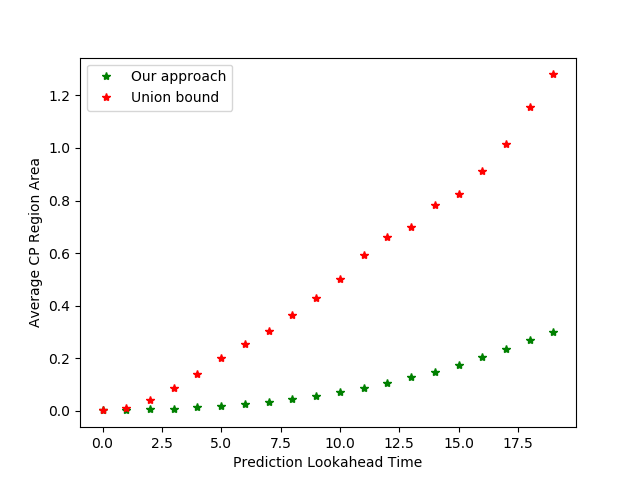 Our approach
Union bound
Average CP Region Area
1.2
1.0
0.8
0.6
0.4
0.2
0.0
0.0 2.5 5.0 7.5 10.0 12.5 15.0 17.5
Prediction Lookahead Time